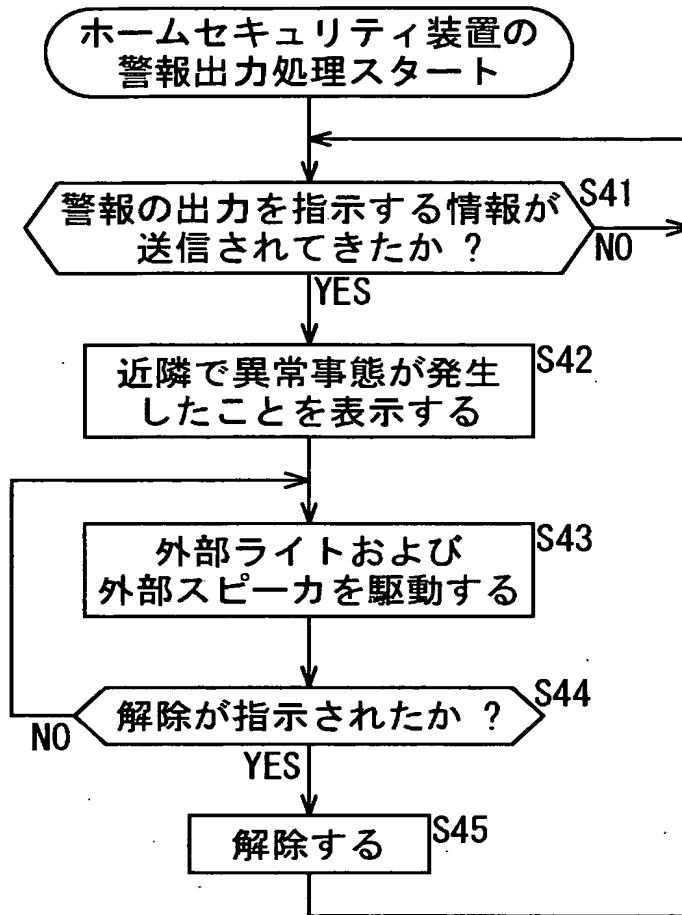 ホームセキュリティ装置の
警報出力処理スタート
警報の出力を指示する情報が
送信されてきたか ?
S41
NO
YES
近隣で異常事態が発生
したことを表示する
S42
外部ライトおよび
外部スピーカを駆動する
S43
解除が指示されたか ?
S44
NO
YES
解除する
S45